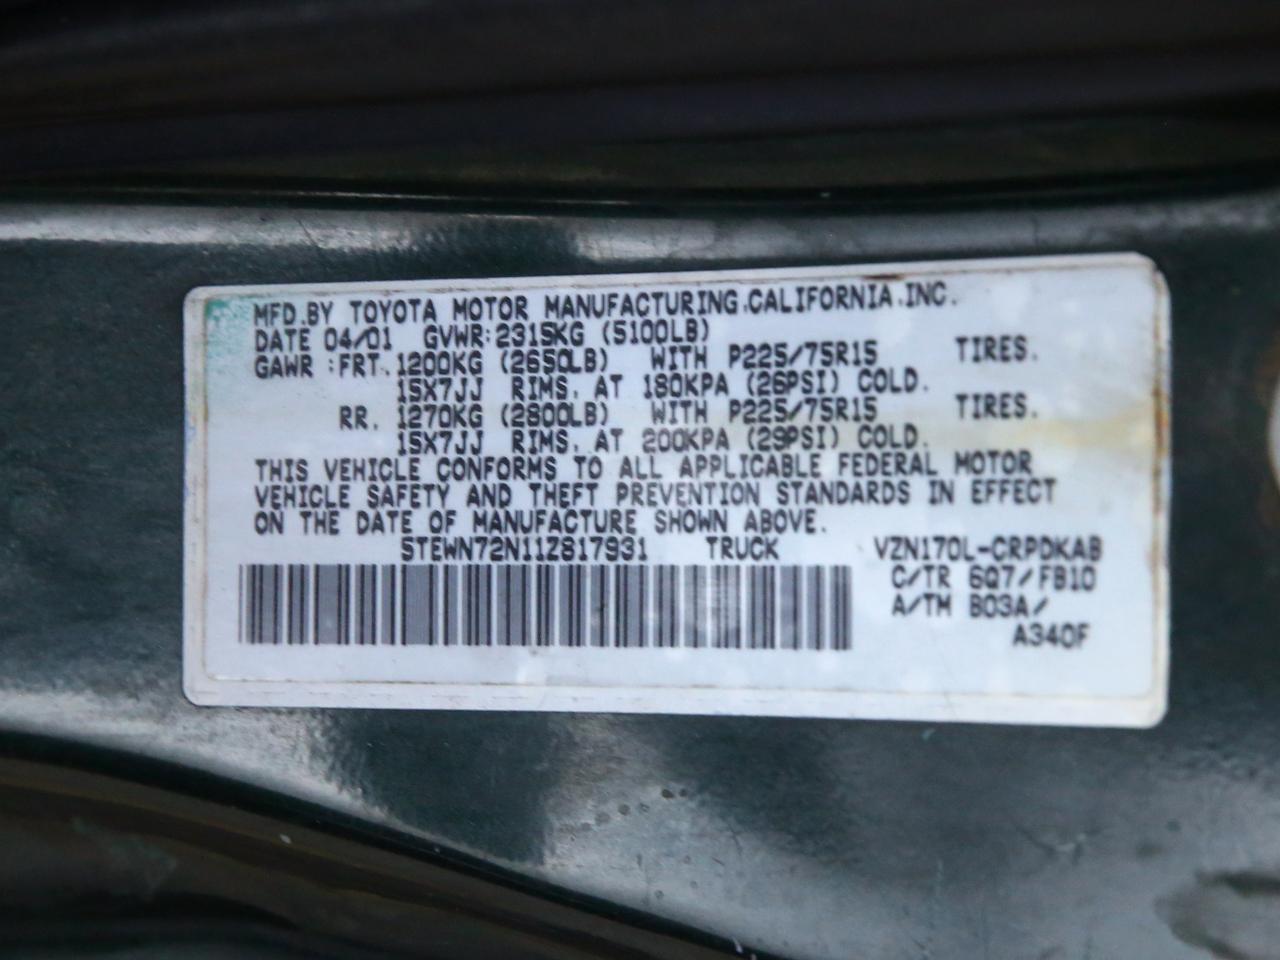 MFD.BY TOYOTA MOTOR MANUFACTURING,CALIFORNIA,INC.
DATE 04/01 GVWR:2315KG (5100LB)
GAWR :FRT. 1200KG (2650LB) WITH P225/75R15 TIRES.
15X7JJ RIMS, AT 180KPA (26PSI) COLD.
RR. 1270KG (2800LB) WITH P225/75R15 TIRES.
15X7JJ RIMS, AT 200KPA (29PSI) COLD.
THIS VEHICLE CONFORMS TO ALL APPLICABLE FEDERAL MOTOR
VEHICLE SAFETY AND THEFT PREVENTION STANDARDS IN EFFECT
ON THE DATE OF MANUFACTURE SHOWN ABOVE.
5TEWN72N11Z817931 TRUCK VZN170L-CRPDKAB
C/TR 6Q7/FB10
A/TM B03A/
A340F